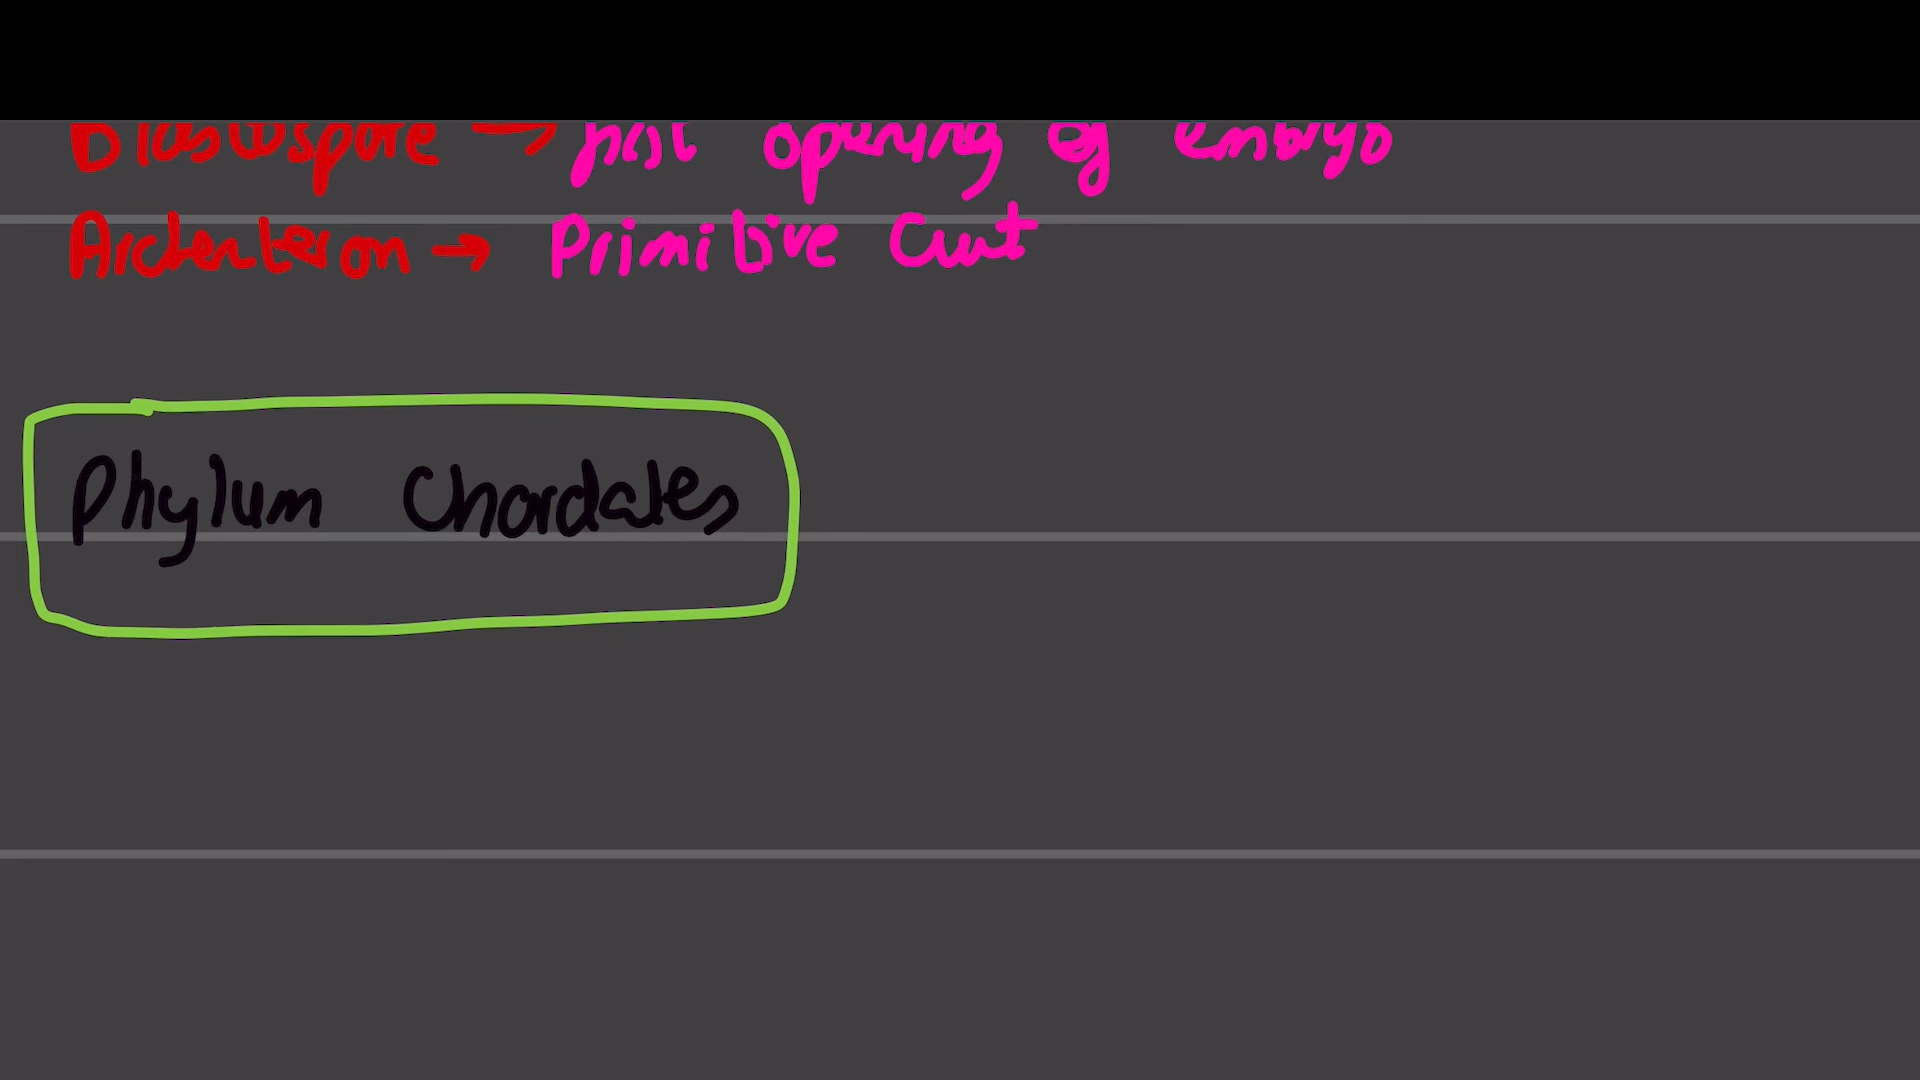 Blastospore → first opening of embryo
Archenteron → Primitive Gut
Phylum Chordates